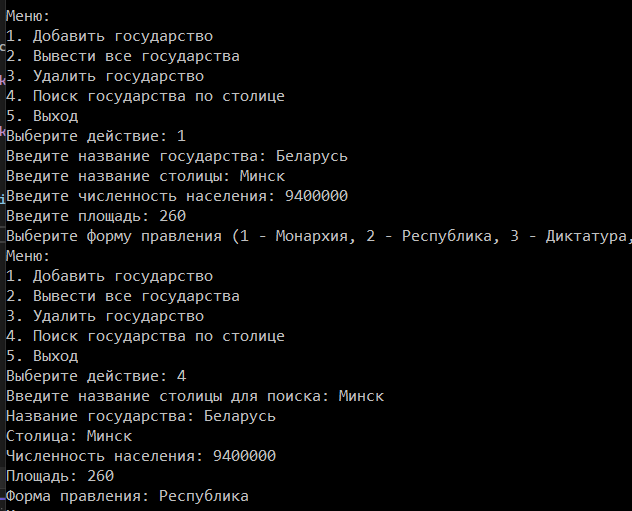 Меню:
1. Добавить государство
2. Вывести все государства
3. Удалить государство
4. Поиск государства по столице
5. Выход
Выберите действие: 1
Введите название государства: Беларусь
Введите название столицы: Минск
Введите численность населения: 9400000
Введите площадь: 260
Выберите форму правления (1 - Монархия, 2 - Республика, 3 - Диктатура,
Меню:
1. Добавить государство
2. Вывести все государства
3. Удалить государство
4. Поиск государства по столице
5. Выход
Выберите действие: 4
Введите название столицы для поиска: Минск
Название государства: Беларусь
Столица: Минск
Численность населения: 9400000
Площадь: 260
Форма правления: Республика